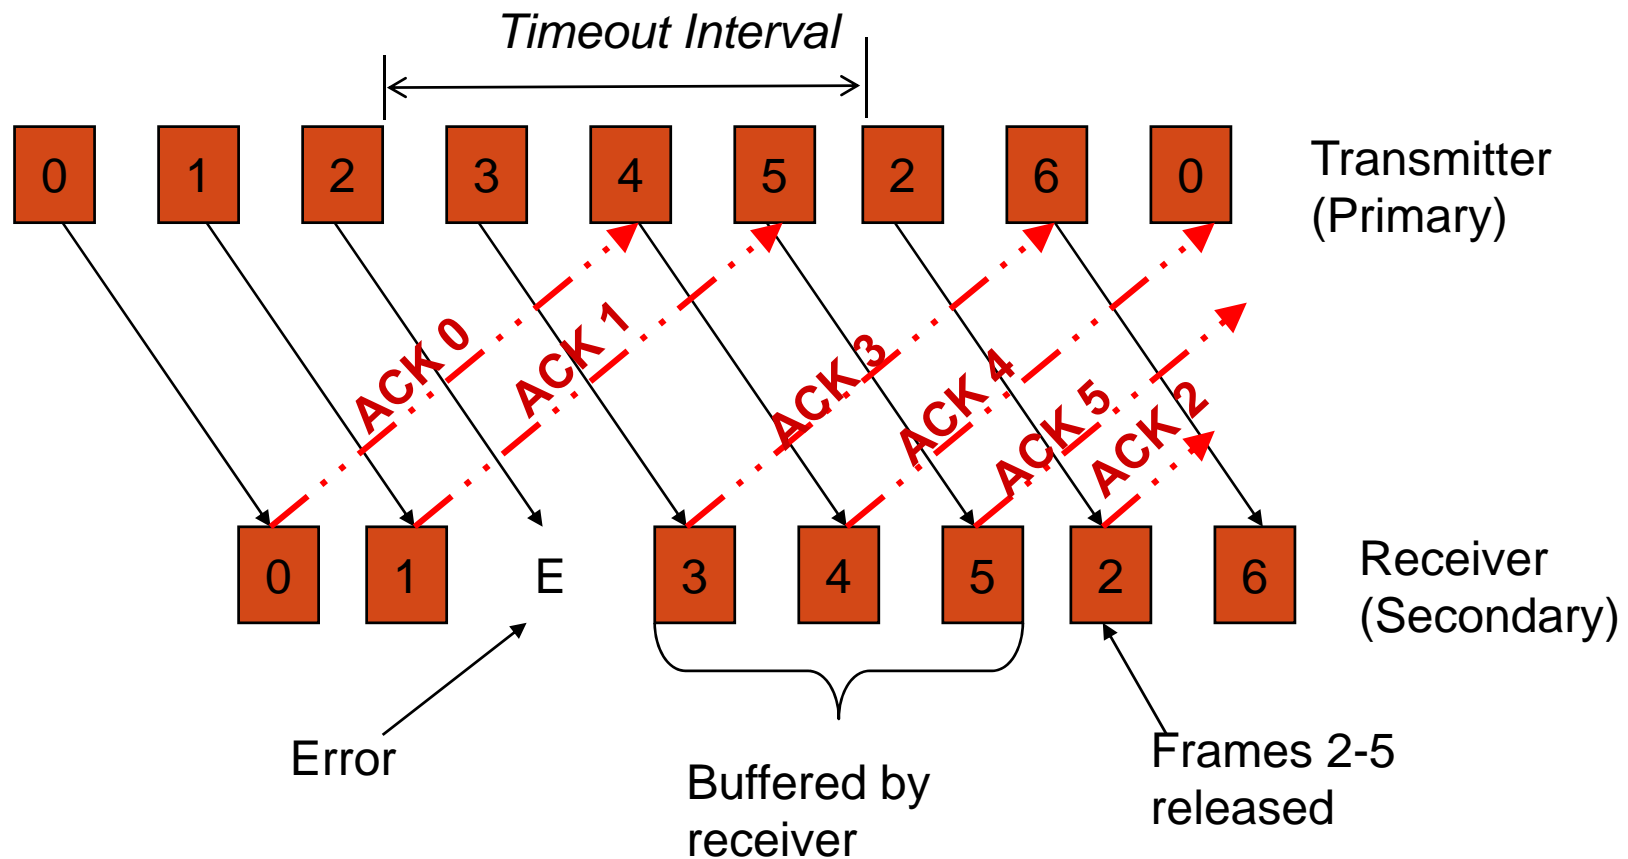 Timeout Interval
0 1 2 3 4 5 2 6 0
Transmitter
(Primary)
ACK 0
ACK 1
ACK 3
ACK 4
ACK 5
ACK 2
0 1 E 3 4 5 2 6
Receiver
(Secondary)
Error
Buffered by
receiver
Frames 2-5
released